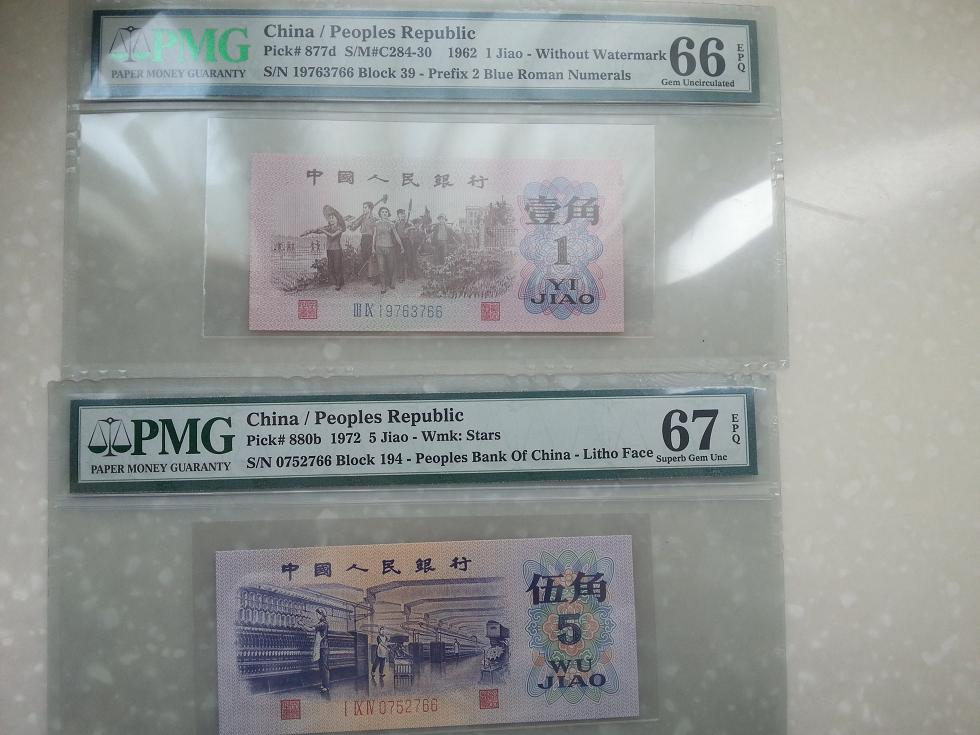 PMG
PAPER MONEY GUARANTY
China / Peoples Republic
Pick# 877d S/M#C284-30 1962 1 Jiao - Without Watermark
S/N 19763766 Block 39 - Prefix 2 Blue Roman Numerals
66
EPQ
Gem Uncirculated
中國人民銀行
壹角
1
YI
JIAO
III IX 19763766
PMG
PAPER MONEY GUARANTY
China / Peoples Republic
Pick# 880b 1972 5 Jiao - Wmk: Stars
S/N 0752766 Block 194 - Peoples Bank Of China - Litho Face
67
EPQ
Superb Gem Unc
中國人民銀行
伍角
5
WU
JIAO
I IX IV 0752766